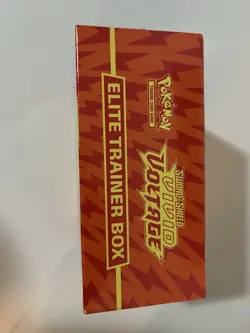 POKéMON
TRADING CARD GAME
SWORD & SHIELD
VIVID
VOLTAGE
ELITE TRAINER BOX